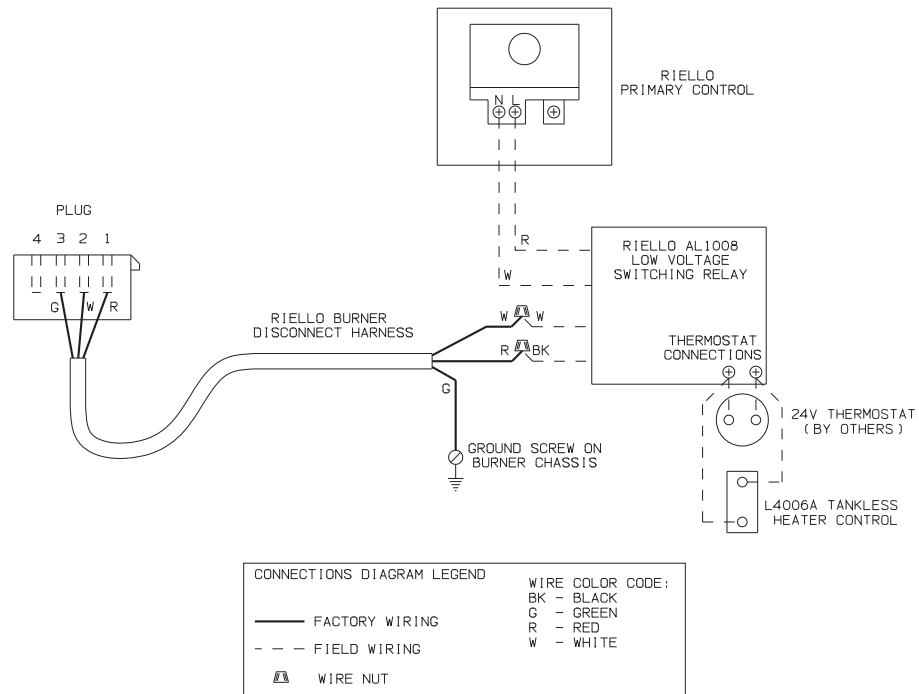 RIELLO
PRIMARY CONTROL
N L
PLUG
4 3 2 1
G W R
R
W
RIELLO AL1008
LOW VOLTAGE
SWITCHING RELAY
RIELLO BURNER
DISCONNECT HARNESS
W W
R BK
G
THERMOSTAT
CONNECTIONS
24V THERMOSTAT
(BY OTHERS)
GROUND SCREW ON
BURNER CHASSIS
L4006A TANKLESS
HEATER CONTROL
CONNECTIONS DIAGRAM LEGEND
FACTORY WIRING
FIELD WIRING
WIRE NUT
WIRE COLOR CODE:
BK - BLACK
G - GREEN
R - RED
W - WHITE